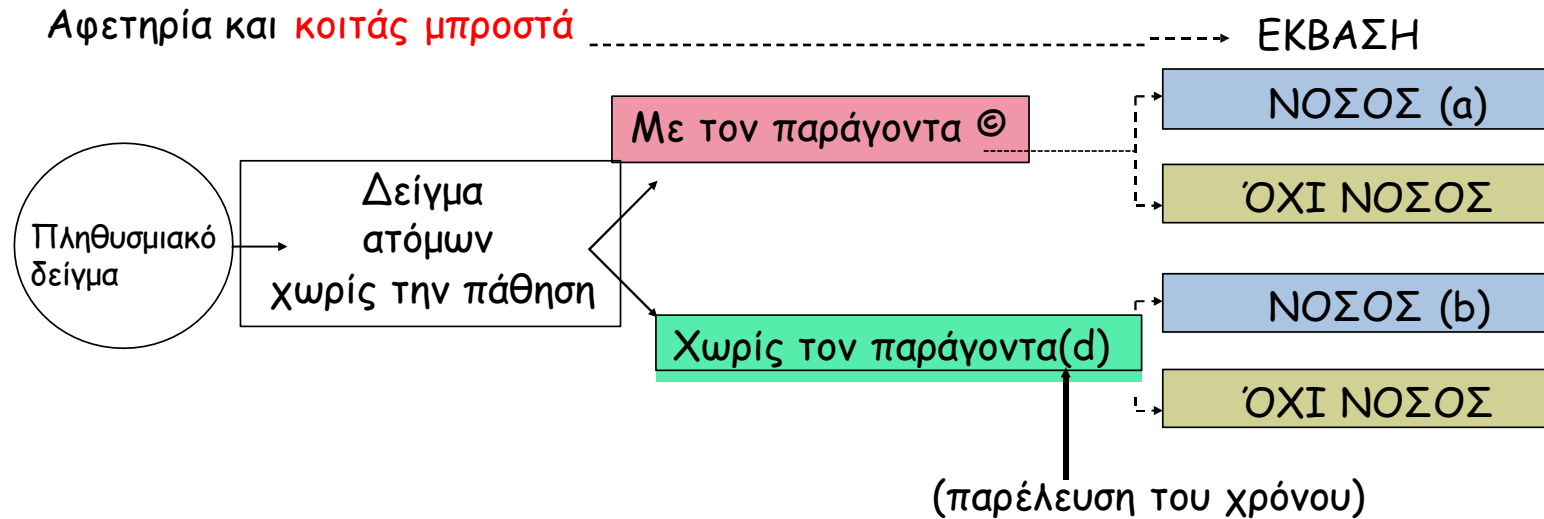 Αφετηρία και κοιτάς μπροστά
ΕΚΒΑΣΗ
Πληθυσμιακό
δείγμα
Δείγμα
ατόμων
χωρίς την πάθηση
Με τον παράγοντα ©
ΝΟΣΟΣ (a)
ΌΧΙ ΝΟΣΟΣ
Χωρίς τον παράγοντα(d)
ΝΟΣΟΣ (b)
ΌΧΙ ΝΟΣΟΣ
(παρέλευση του χρόνου)